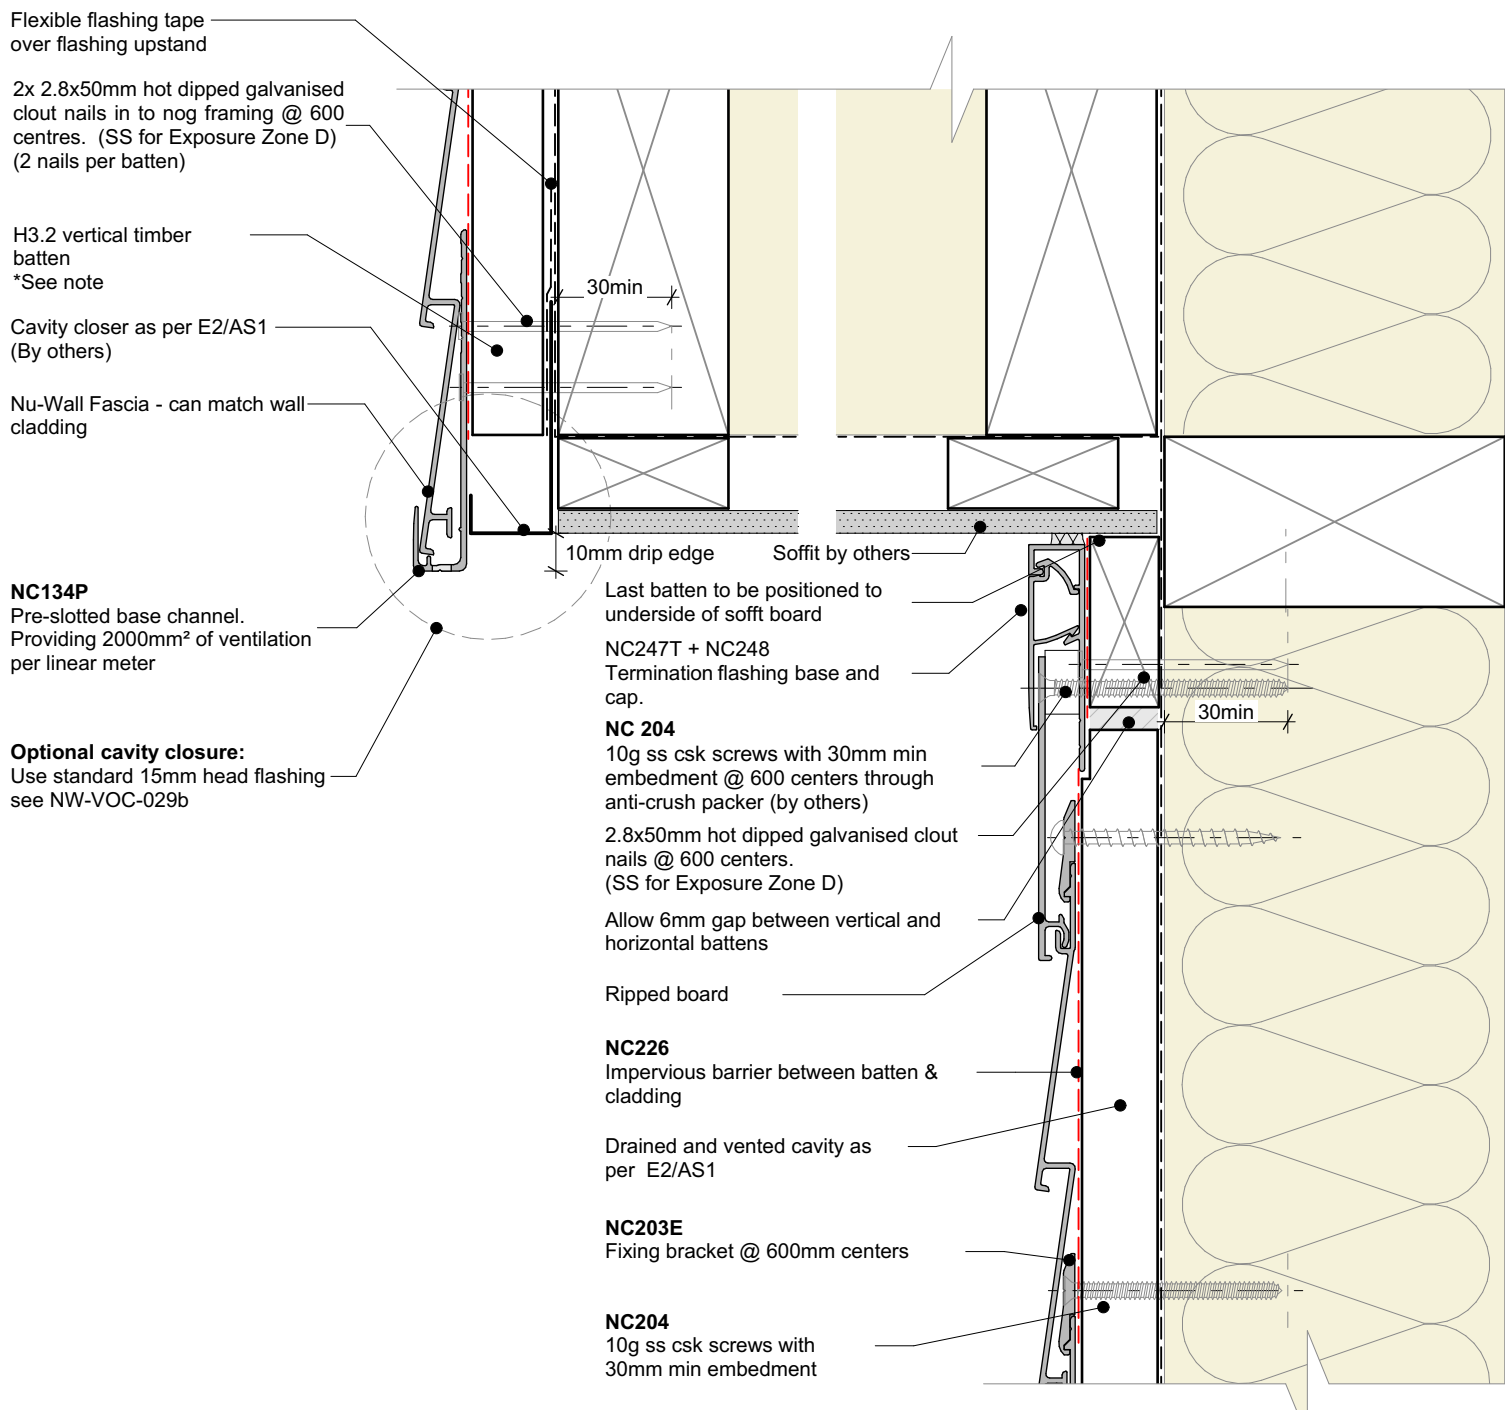 Flexible flashing tape
over flashing upstand
2x 2.8x50mm hot dipped galvanised
clout nails in to nog framing @ 600
centres.  (SS for Exposure Zone D)
(2 nails per batten)
H3.2 vertical timber
batten
*See note
Cavity closer as per E2/AS1
(By others)
Nu-Wall Fascia - can match wall
cladding
NC134P
Pre-slotted base channel.
Providing 2000mm² of ventilation
per linear meter
Optional cavity closure:
Use standard 15mm head flashing
see NW-VOC-029b
30min
10mm drip edge
Soffit by others
Last batten to be positioned to
underside of sofft board
NC247T + NC248
Termination flashing base and
cap.
NC 204
10g ss csk screws with 30mm min
embedment @ 600 centers through
anti-crush packer (by others)
2.8x50mm hot dipped galvanised clout
nails @ 600 centers.
(SS for Exposure Zone D)
Allow 6mm gap between vertical and
horizontal battens
Ripped board
NC226
Impervious barrier between batten &
cladding
Drained and vented cavity as
per  E2/AS1
NC203E
Fixing bracket @ 600mm centers
NC204
10g ss csk screws with
30mm min embedment
30min